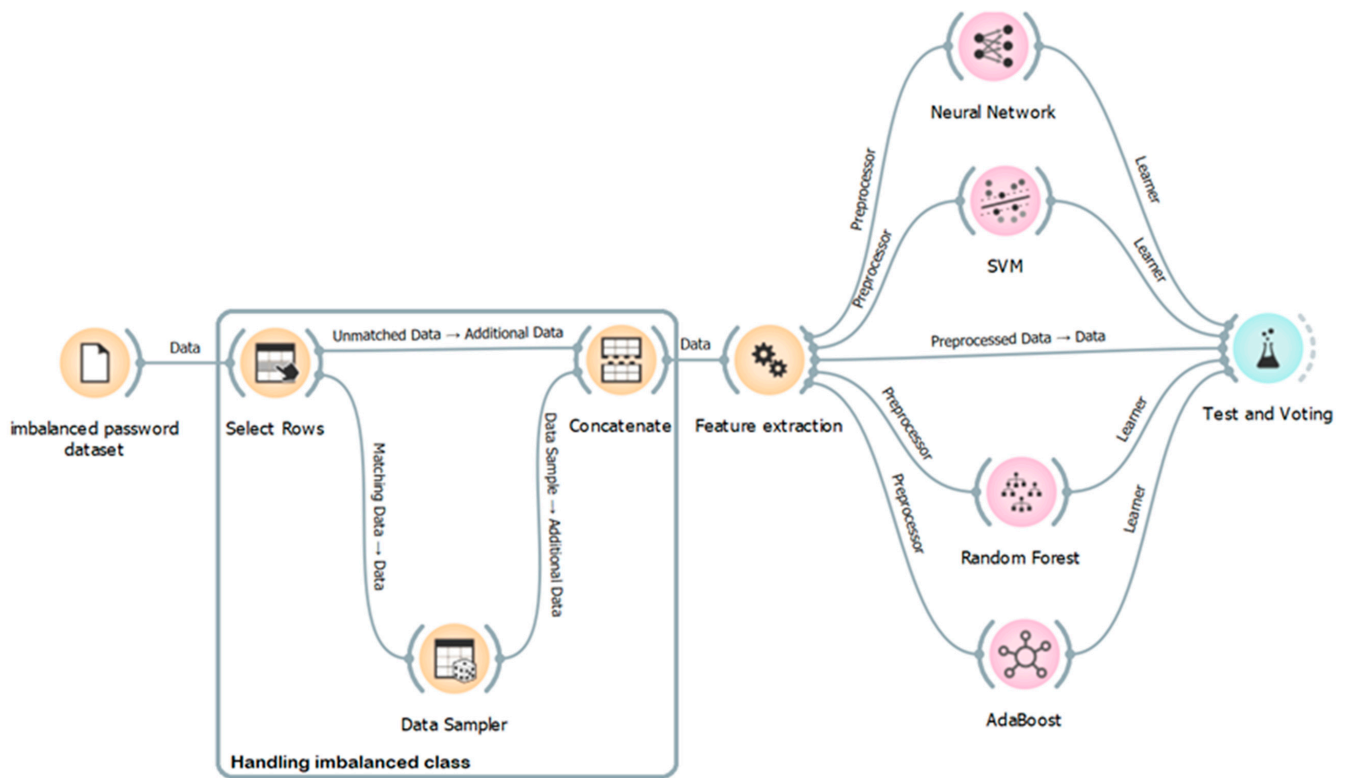 Neural Network
Preprocessor
Learner
SVM
Preprocessor
Learner
imbalanced password
dataset
Data
Select Rows
Unmatched Data → Additional Data
Concatenate
Data
Feature extraction
Preprocessed Data → Data
Test and Voting
Matching Data → Data
Data Sample → Additional Data
Data Sampler
Handling imbalanced class
Preprocessor
Random Forest
Learner
Preprocessor
AdaBoost
Learner